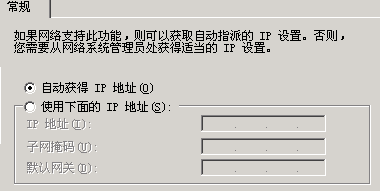 常规
如果网络支持此功能，则可以获取自动指派的 IP 设置。否则，
您需要从网络系统管理员处获得适当的 IP 设置。
自动获得 IP 地址(O)
使用下面的 IP 地址(S):
IP 地址(I):
子网掩码(U):
默认网关(D):